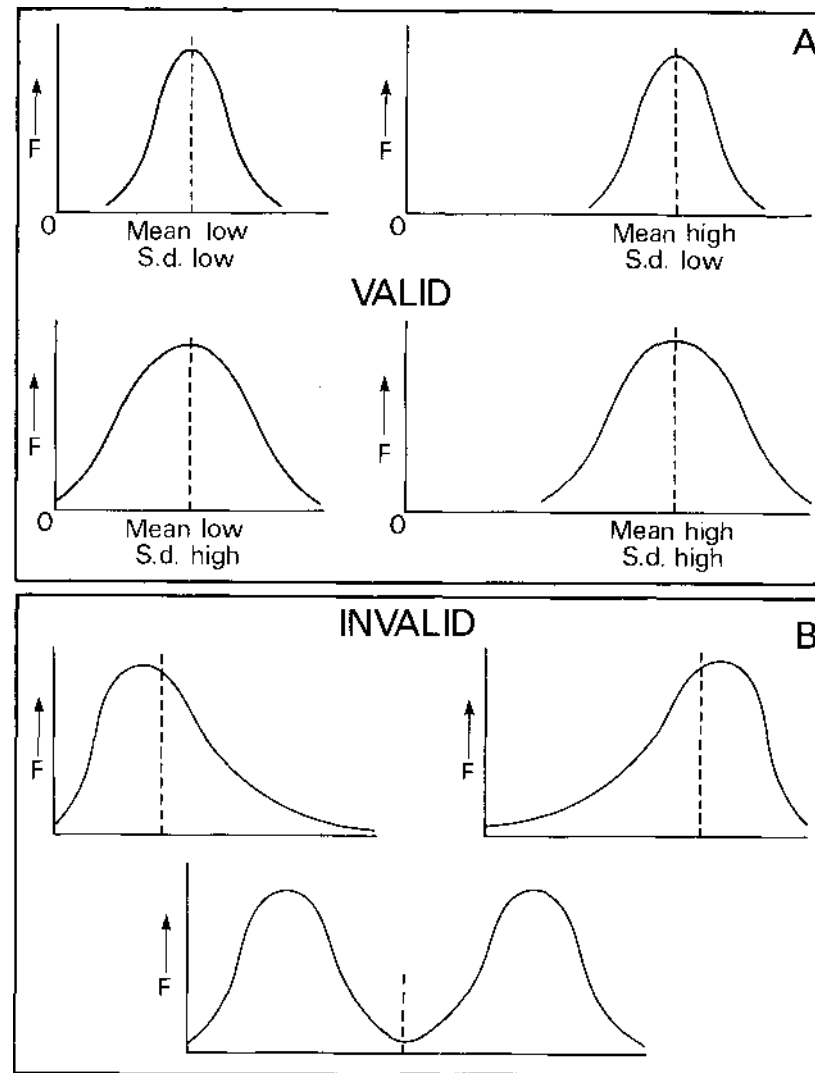 A
F
0
Mean low
S.d. low
F
0
Mean high
S.d. low
VALID
F
0
Mean low
S.d. high
F
0
Mean high
S.d. high
INVALID
B
F
F
F